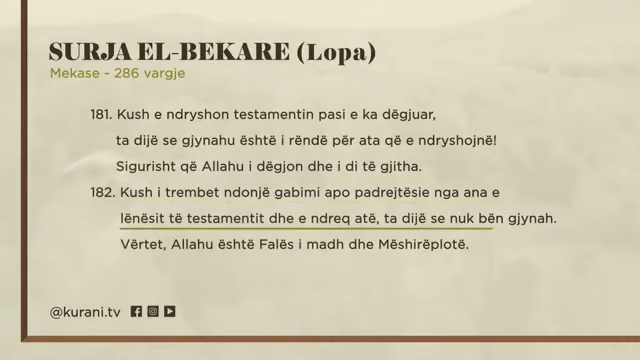 SURJA EL-BEKARE (Lopa)
Mekase - 286 vargje
181. Kush e ndryshon testamentin pasi e ka dëgjuar,
ta dijë se gjynahu është i rëndë për ata që e ndryshojnë!
Sigurisht që Allahu i dëgjon dhe i di të gjitha.
182. Kush i trembet ndonjë gabimi apo padrejtësie nga ana e
lënësit të testamentit dhe e ndreq atë, ta dijë se nuk bën gjynah.
Vërtet, Allahu është Falës i madh dhe Mëshirëplotë.
@kurani.tv